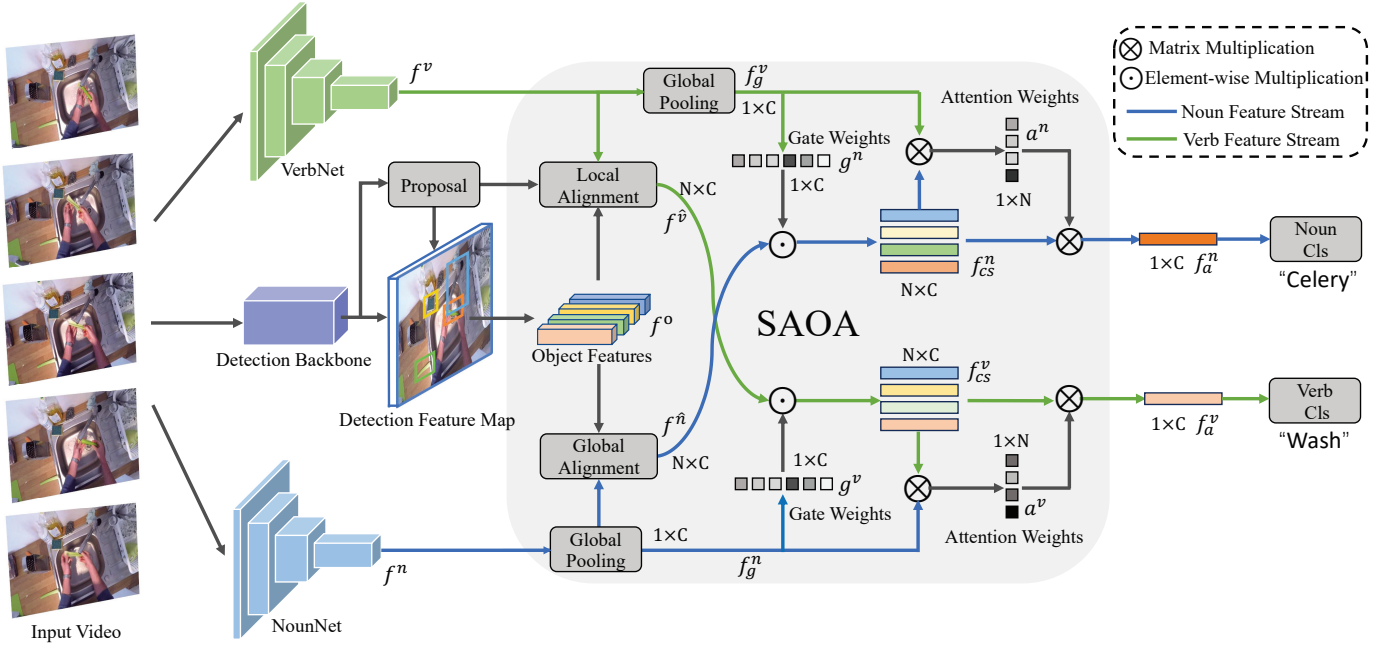 Matrix Multiplication
Element-wise Multiplication
Noun Feature Stream
Verb Feature Stream
Input Video
VerbNet
f^v
Detection Backbone
Proposal
Detection Feature Map
NounNet
f^n
Global
Pooling
f_g^v
1×C
Gate Weights
g^n
1×C
Local
Alignment
N×C
f^v̂
Object Features
f^o
Global
Alignment
f^n̂
N×C
Global
Pooling
1×C
f_g^n
SAOA
Attention Weights
a^n
1×N
f_cs^n
N×C
1×C f_a^n
Noun
Cls
"Celery"
N×C
f_cs^v
1×C
g^v
Gate Weights
1×N
a^v
Attention Weights
1×C f_a^v
Verb
Cls
"Wash"